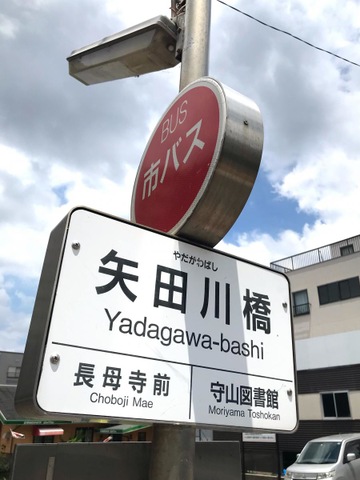 BUS
市バス
やだがわばし
矢田川橋
Yadagawa-bashi
長母寺前
Choboji Mae
守山図書館
Moriyama Toshokan